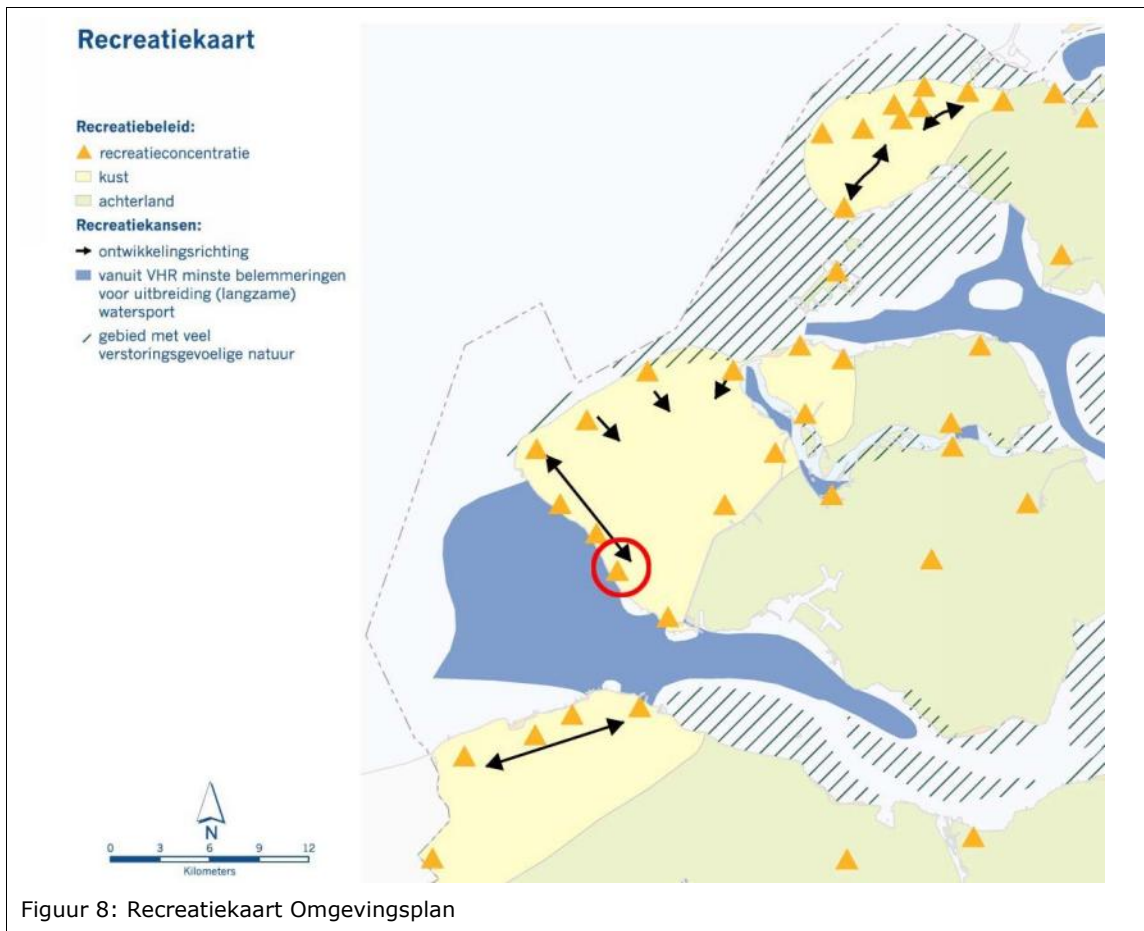 Recreatiekaart
Recreatiebeleid:
recreatieconcentratie
kust
achterland
Recreatiekansen:
ontwikkelingsrichting
vanuit VHR minste belemmeringen
voor uitbreiding (langzame)
watersport
gebied met veel
verstoringsgevoelige natuur
N
0 3 6 9 12
Kilometers
Figuur 8: Recreatiekaart Omgevingsplan